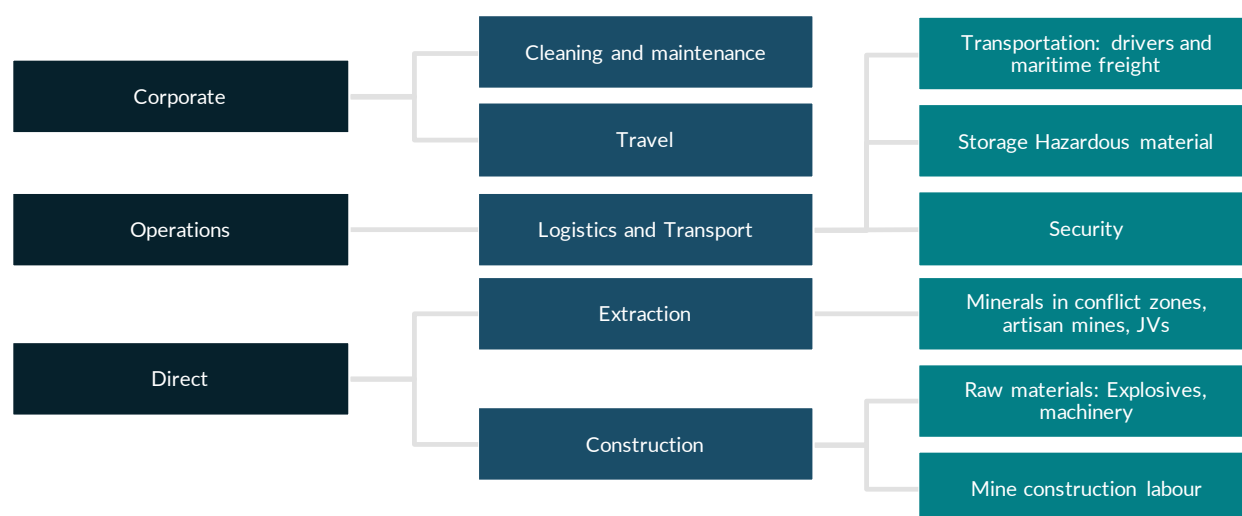 Corporate
Cleaning and maintenance
Travel
Operations
Logistics and Transport
Transportation: drivers and
maritime freight
Storage Hazardous material
Security
Direct
Extraction
Minerals in conflict zones,
artisan mines, JVs
Construction
Raw materials: Explosives,
machinery
Mine construction labour